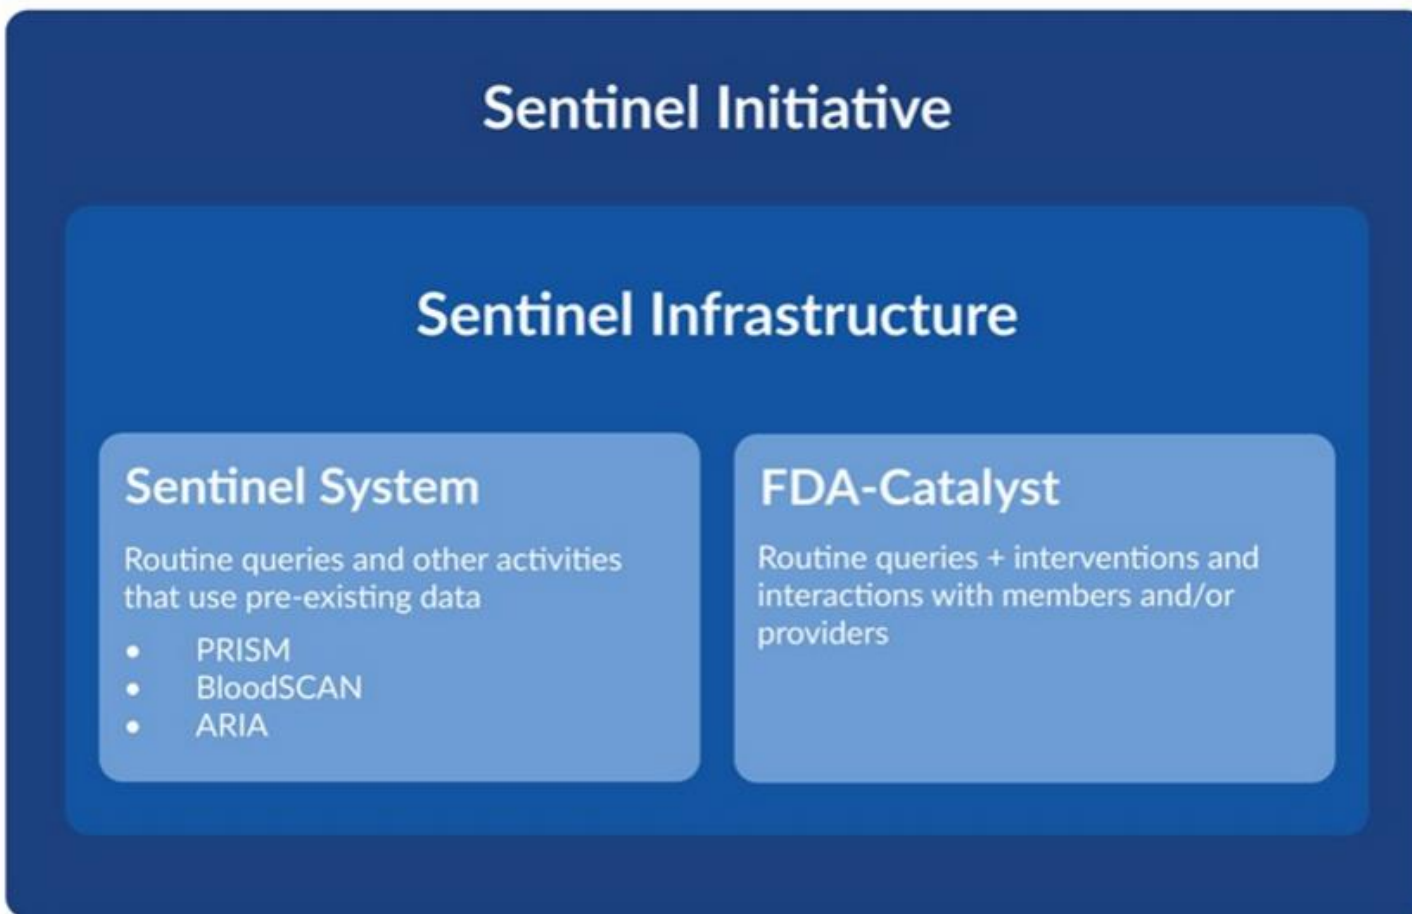 Sentinel Initiative
Sentinel Infrastructure
Sentinel System
Routine queries and other activities
that use pre-existing data
• PRISM
• BloodSCAN
• ARIA
FDA-Catalyst
Routine queries + interventions and
interactions with members and/or
providers